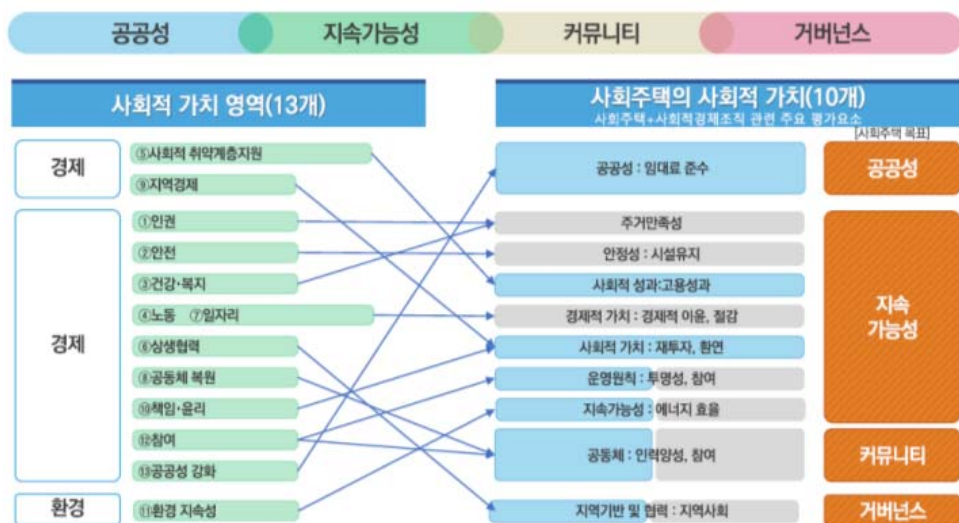 공공성
지속가능성
커뮤니티
거버넌스
사회적 가치 영역(13개)
사회주택의 사회적 가치(10개)
사회주택+사회적경제조직 관련 주요 평가요소
[사회주택 목표]
경제
⑤사회적 취약계층지원
⑨지역경제
공공성 : 임대료 준수
공공성
경제
①인권
②안전
③건강·복지
④노동 ⑦일자리
⑥상생협력
⑧공동체 복원
⑩책임·윤리
⑫참여
⑬공공성 강화
주거만족성
안정성 : 시설유지
사회적 성과:고용성과
경제적 가치 : 경제적 이윤, 절감
사회적 가치 : 재투자, 환연
운영원칙 : 투명성, 참여
지속가능성 : 에너지 효율
공동체 : 인력양성, 참여
지속
가능성
커뮤니티
환경
⑪환경 지속성
지역기반 및 협력 : 지역사회
거버넌스